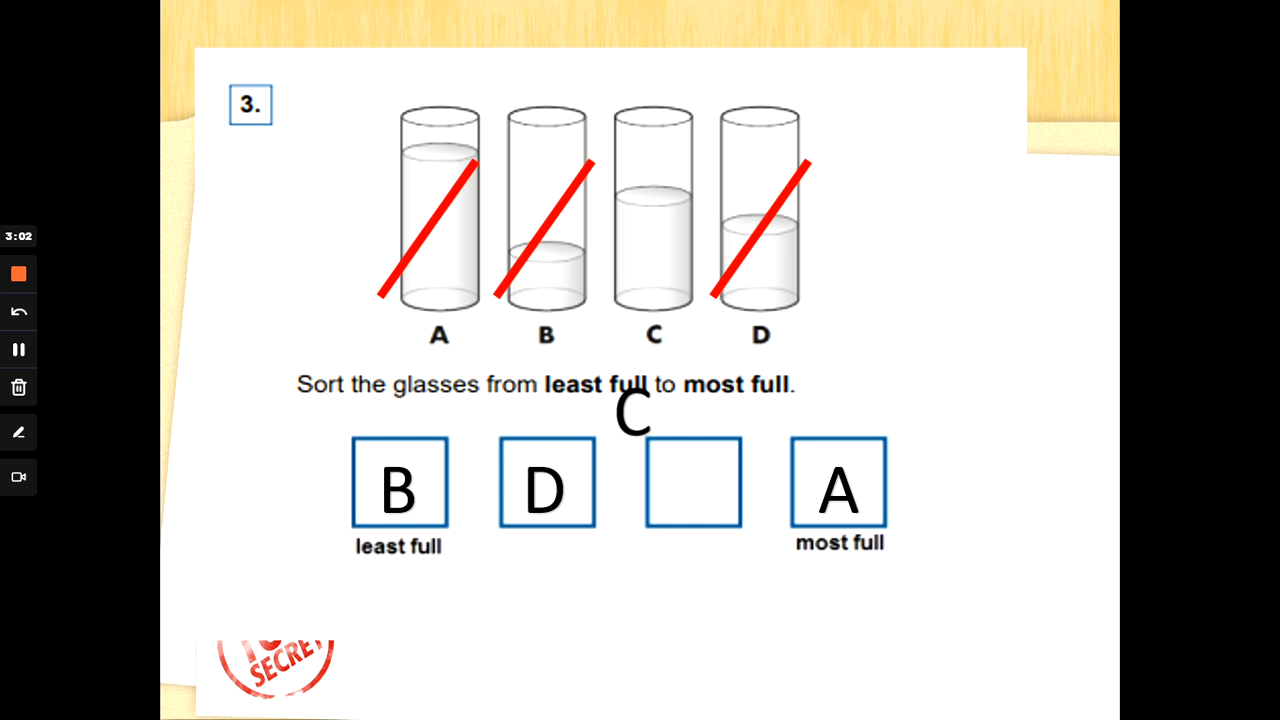 3.
3:02
A B C D
Sort the glasses from least full to most full.
C
B D A
least full most full
SECRET